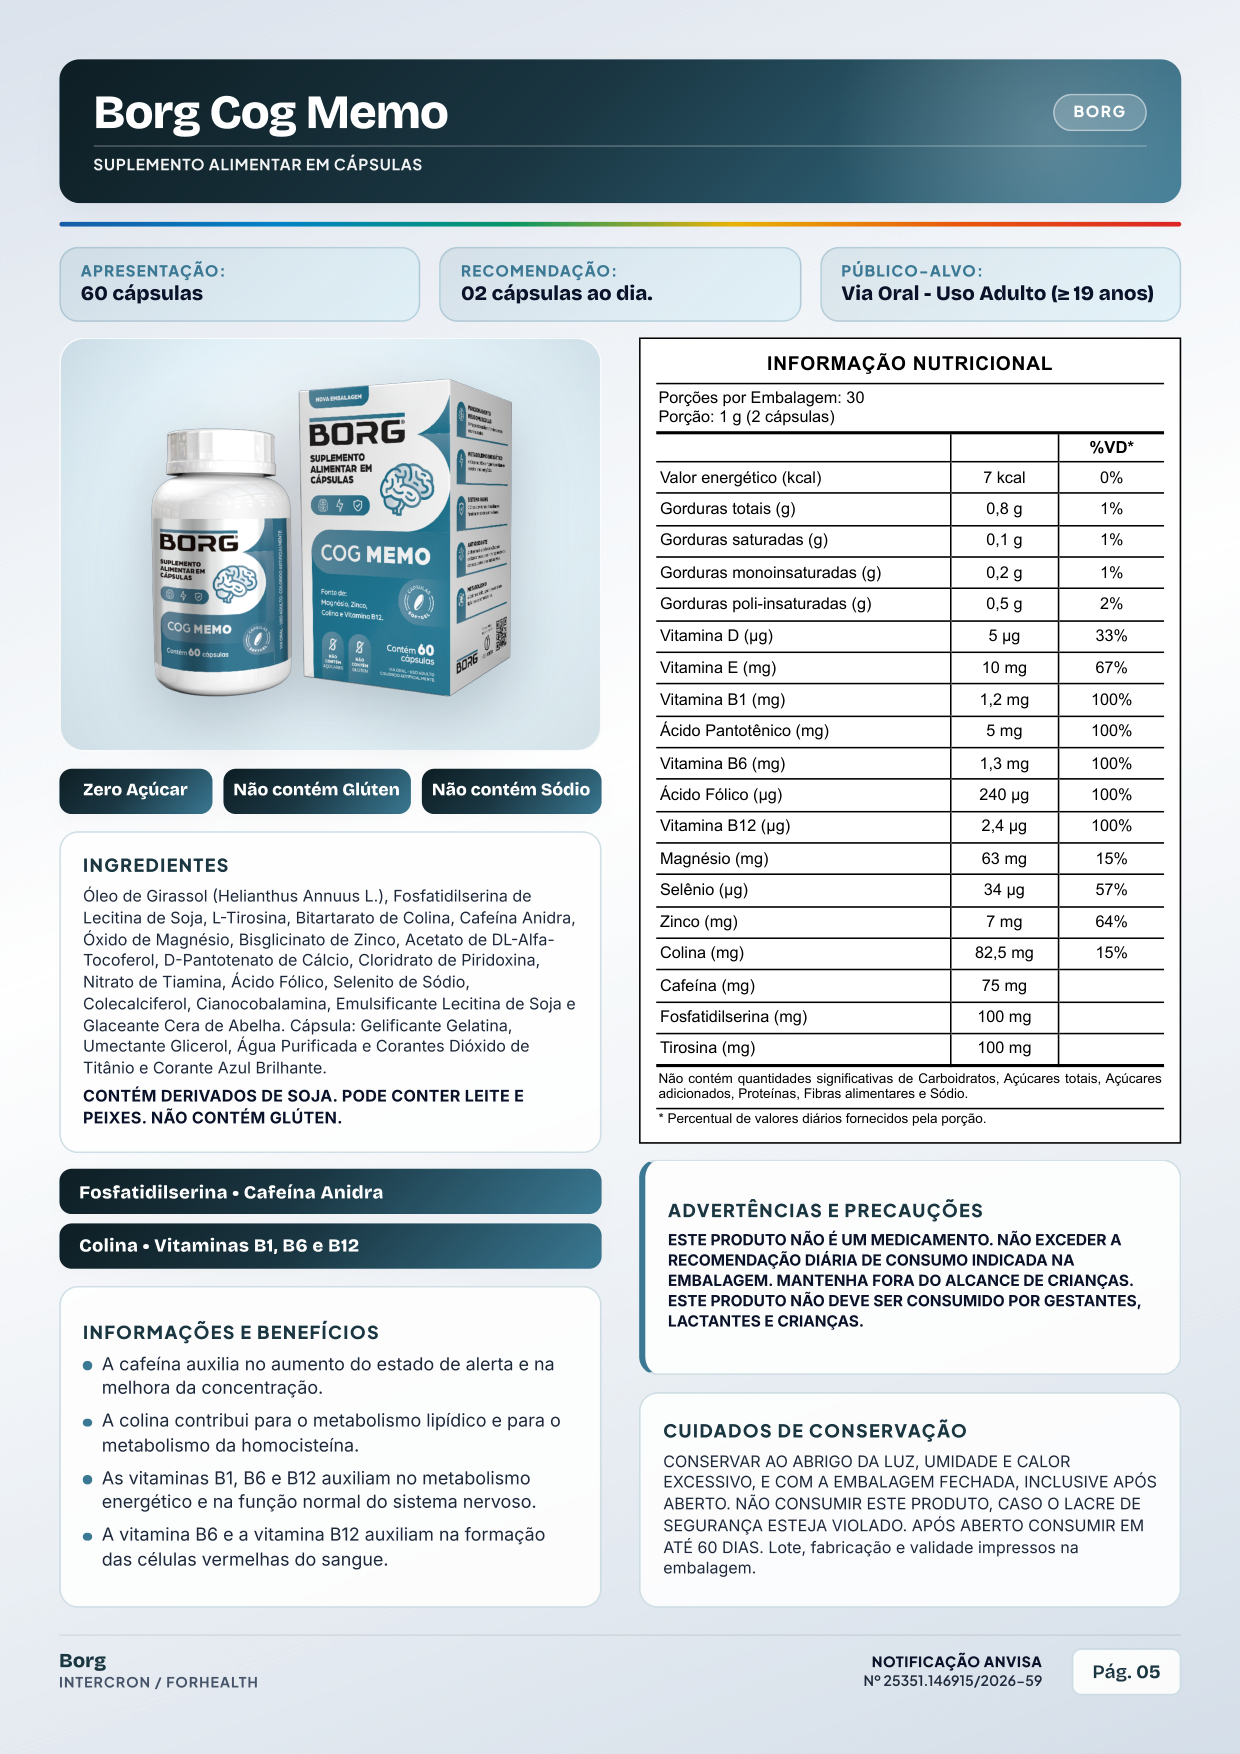 Borg Cog Memo
BORG
SUPLEMENTO ALIMENTAR EM CÁPSULAS
APRESENTAÇÃO:
60 cápsulas
RECOMENDAÇÃO:
02 cápsulas ao dia.
PÚBLICO-ALVO:
Via Oral - Uso Adulto (≥ 19 anos)
NOVA EMBALAGEM
BORG
SUPLEMENTO
ALIMENTAR EM
CÁPSULAS
COG MEMO
Fonte de:
Magnésio, Zinco,
Colina e Vitamina B12.
CÁPSULAS
SOFTGEL
NÃO
CONTÉM
AÇÚCARES
NÃO
CONTÉM
GLÚTEN
Contém 60
cápsulas
VIA ORAL - USO ADULTO
COLORIDO ARTIFICIALMENTE
BORG
BORG
SUPLEMENTO
ALIMENTAR EM
CÁPSULAS
COG MEMO
Contém 60 cápsulas
Zero Açúcar
Não contém Glúten
Não contém Sódio
INGREDIENTES
Óleo de Girassol (Helianthus Annuus L.), Fosfatidilserina de
Lecitina de Soja, L-Tirosina, Bitartarato de Colina, Cafeína Anidra,
Óxido de Magnésio, Bisglicinato de Zinco, Acetato de DL-Alfa-
Tocoferol, D-Pantotenato de Cálcio, Cloridrato de Piridoxina,
Nitrato de Tiamina, Ácido Fólico, Selenito de Sódio,
Colecalciferol, Cianocobalamina, Emulsificante Lecitina de Soja e
Glaceante Cera de Abelha. Cápsula: Gelificante Gelatina,
Umectante Glicerol, Água Purificada e Corantes Dióxido de
Titânio e Corante Azul Brilhante.
CONTÉM DERIVADOS DE SOJA. PODE CONTER LEITE E
PEIXES. NÃO CONTÉM GLÚTEN.
Fosfatidilserina • Cafeína Anidra
Colina • Vitaminas B1, B6 e B12
INFORMAÇÕES E BENEFÍCIOS
• A cafeína auxilia no aumento do estado de alerta e na
melhora da concentração.
• A colina contribui para o metabolismo lipídico e para o
metabolismo da homocisteína.
• As vitaminas B1, B6 e B12 auxiliam no metabolismo
energético e na função normal do sistema nervoso.
• A vitamina B6 e a vitamina B12 auxiliam na formação
das células vermelhas do sangue.
INFORMAÇÃO NUTRICIONAL
Porções por Embalagem: 30
Porção: 1 g (2 cápsulas)
%VD*
Valor energético (kcal) 7 kcal 0%
Gorduras totais (g) 0,8 g 1%
Gorduras saturadas (g) 0,1 g 1%
Gorduras monoinsaturadas (g) 0,2 g 1%
Gorduras poli-insaturadas (g) 0,5 g 2%
Vitamina D (µg) 5 µg 33%
Vitamina E (mg) 10 mg 67%
Vitamina B1 (mg) 1,2 mg 100%
Ácido Pantotênico (mg) 5 mg 100%
Vitamina B6 (mg) 1,3 mg 100%
Ácido Fólico (µg) 240 µg 100%
Vitamina B12 (µg) 2,4 µg 100%
Magnésio (mg) 63 mg 15%
Selênio (µg) 34 µg 57%
Zinco (mg) 7 mg 64%
Colina (mg) 82,5 mg 15%
Cafeína (mg) 75 mg
Fosfatidilserina (mg) 100 mg
Tirosina (mg) 100 mg
Não contém quantidades significativas de Carboidratos, Açúcares totais, Açúcares
adicionados, Proteínas, Fibras alimentares e Sódio.
* Percentual de valores diários fornecidos pela porção.
ADVERTÊNCIAS E PRECAUÇÕES
ESTE PRODUTO NÃO É UM MEDICAMENTO. NÃO EXCEDER A
RECOMENDAÇÃO DIÁRIA DE CONSUMO INDICADA NA
EMBALAGEM. MANTENHA FORA DO ALCANCE DE CRIANÇAS.
ESTE PRODUTO NÃO DEVE SER CONSUMIDO POR GESTANTES,
LACTANTES E CRIANÇAS.
CUIDADOS DE CONSERVAÇÃO
CONSERVAR AO ABRIGO DA LUZ, UMIDADE E CALOR
EXCESSIVO, E COM A EMBALAGEM FECHADA, INCLUSIVE APÓS
ABERTO. NÃO CONSUMIR ESTE PRODUTO, CASO O LACRE DE
SEGURANÇA ESTEJA VIOLADO. APÓS ABERTO CONSUMIR EM
ATÉ 60 DIAS. Lote, fabricação e validade impressos na
embalagem.
Borg
INTERCRON / FORHEALTH
NOTIFICAÇÃO ANVISA
Nº 25351.146915/2026-59
Pág. 05